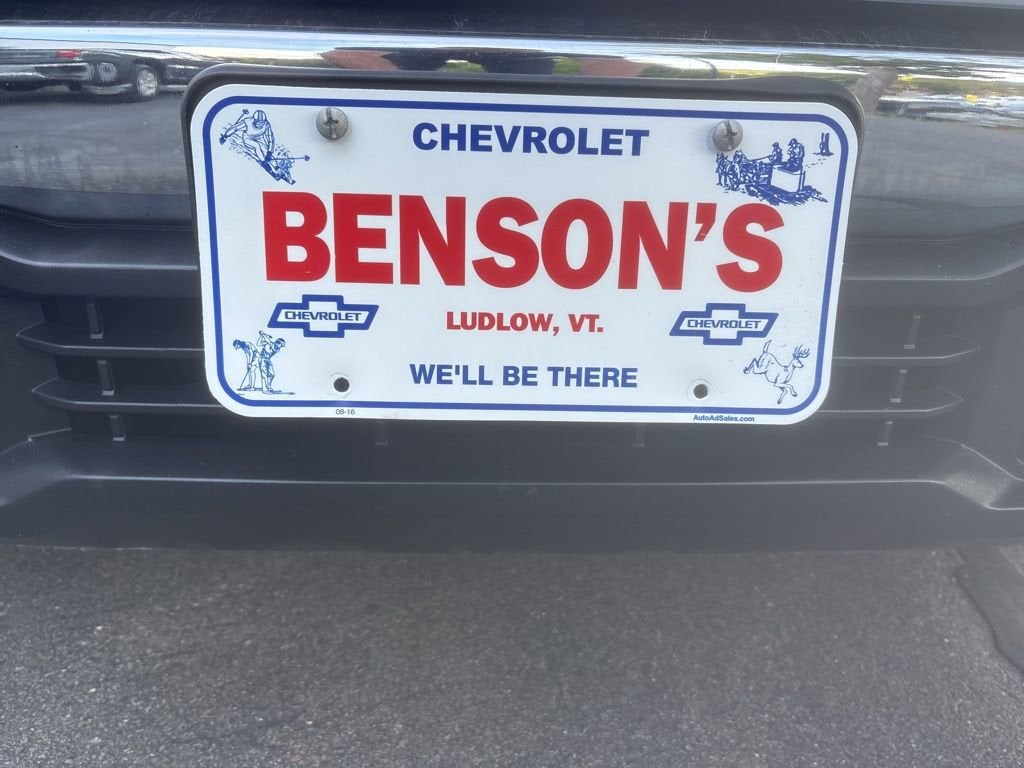 CHEVROLET
BENSON'S
CHEVROLET
CHEVROLET
LUDLOW, VT.
WE'LL BE THERE
08-16
AutoAdSales.com